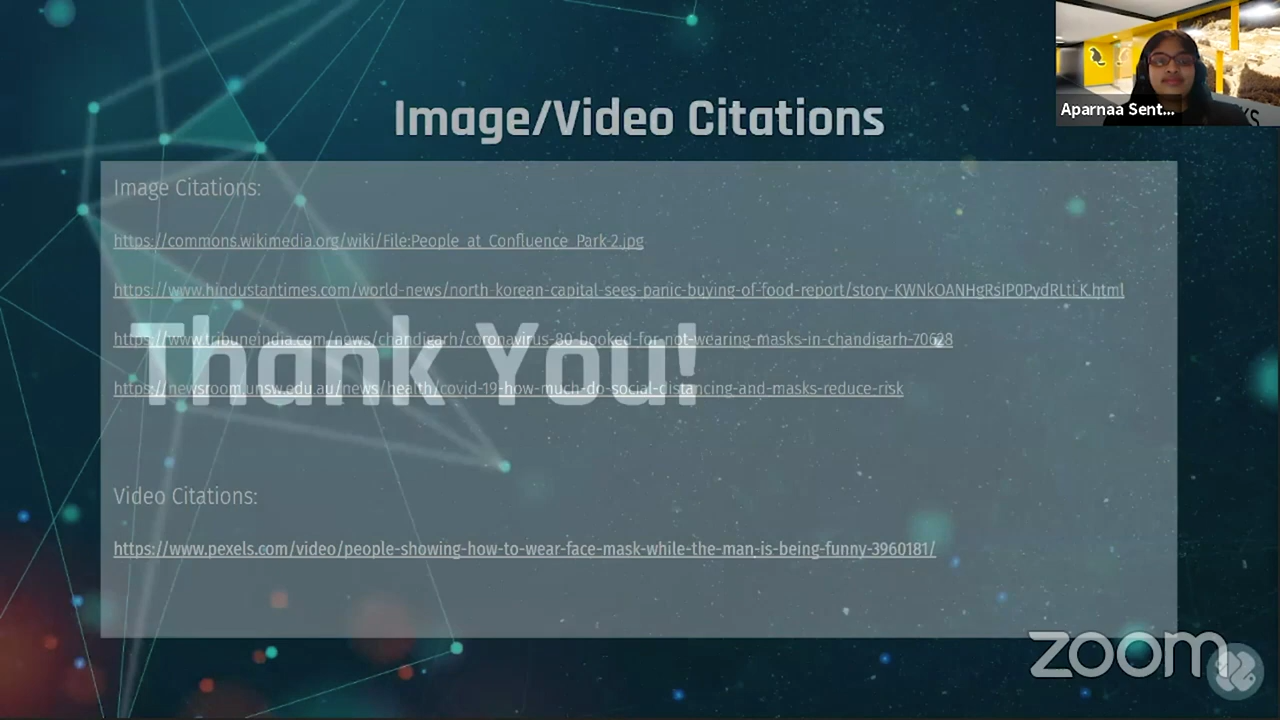 Image/Video Citations
Aparnaa Sent...
Image Citations:
https://commons.wikimedia.org/wiki/File:People_at_Confluence_Park-2.jpg
https://www.hindustantimes.com/world-news/north-korean-capital-sees-panic-buying-of-food-report/story-KWNkOANHgRsIP0PydRLtLK.html
https://www.tribuneindia.com/news/chandigarh/coronavirus-80-booked-for-not-wearing-masks-in-chandigarh-70628
Thank You!
https://newsroom.unsw.edu.au/news/health/covid-19-how-much-do-social-distancing-and-masks-reduce-risk
Video Citations:
https://www.pexels.com/video/people-showing-how-to-wear-face-mask-while-the-man-is-being-funny-3960181/
zoom